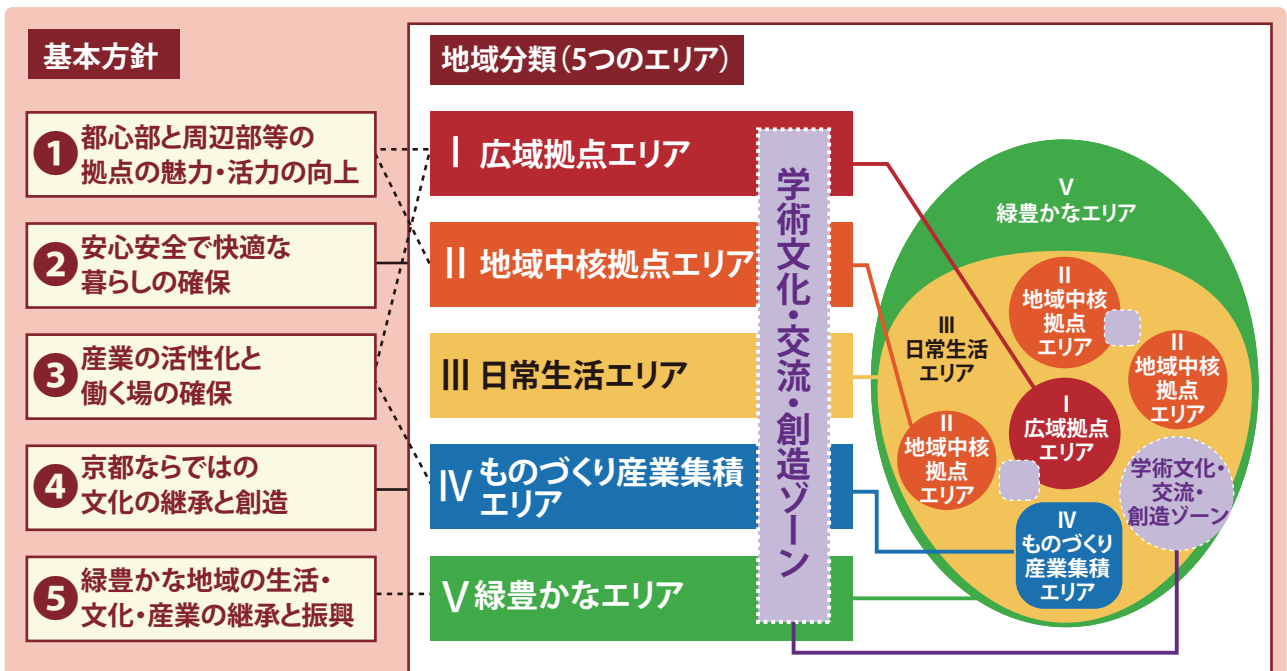 基本方針
❶ 都心部と周辺部等の
拠点の魅力・活力の向上
❷ 安心安全で快適な
暮らしの確保
❸ 産業の活性化と
働く場の確保
❹ 京都ならではの
文化の継承と創造
❺ 緑豊かな地域の生活・
文化・産業の継承と振興
地域分類（5つのエリア）
Ⅰ 広域拠点エリア
Ⅱ 地域中核拠点エリア
Ⅲ 日常生活エリア
Ⅳ ものづくり産業集積
エリア
Ⅴ 緑豊かなエリア
学術文化・交流・創造ゾーン
Ⅴ
緑豊かなエリア
Ⅱ
地域中核
拠点
エリア
Ⅲ
日常生活
エリア
Ⅱ
地域中核
拠点
エリア
Ⅰ
広域拠点
エリア
Ⅱ
地域中核
拠点
エリア
学術文化・
交流・
創造ゾーン
Ⅳ
ものづくり
産業集積
エリア